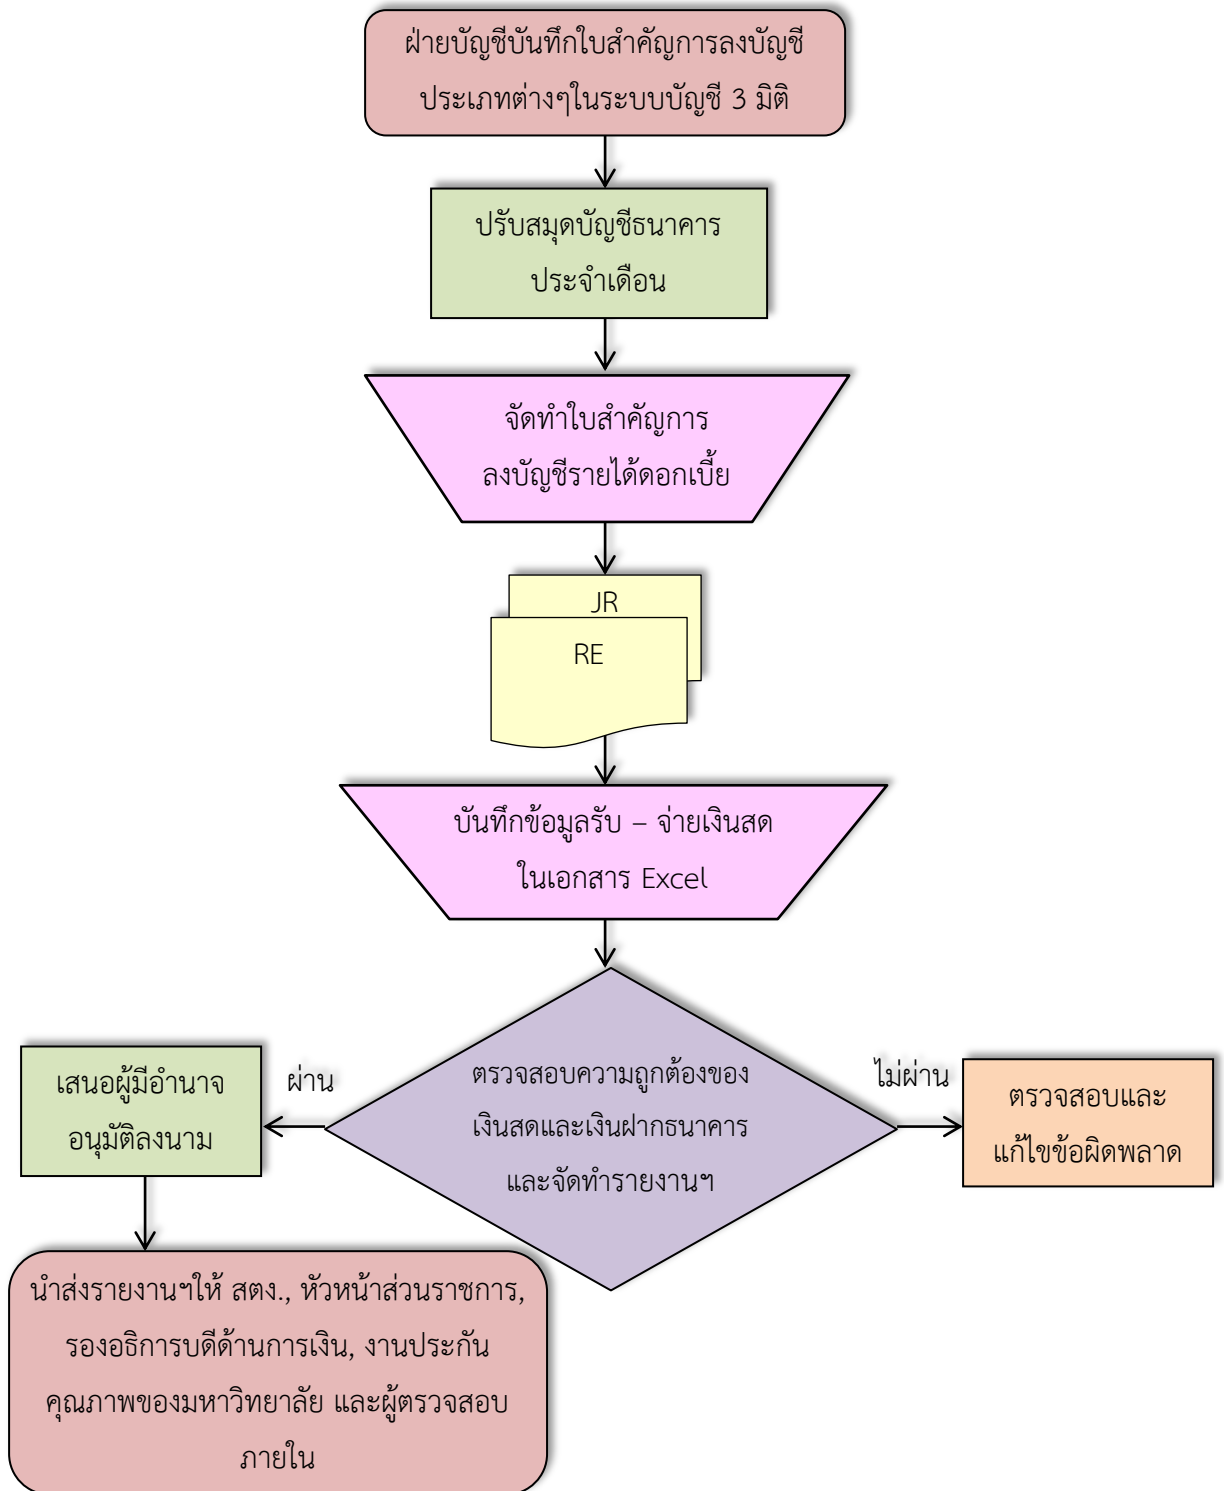 ฝ่ายบัญชีบันทึกใบสำคัญการลงบัญชี
ประเภทต่างๆในระบบบัญชี 3 มิติ
ปรับสมุดบัญชีธนาคาร
ประจำเดือน
จัดทำใบสำคัญการ
ลงบัญชีรายได้ดอกเบี้ย
JR
RE
บันทึกข้อมูลรับ – จ่ายเงินสด
ในเอกสาร Excel
ตรวจสอบความถูกต้องของ
เงินสดและเงินฝากธนาคาร
และจัดทำรายงานฯ
ผ่าน
เสนอผู้มีอำนาจ
อนุมัติลงนาม
ไม่ผ่าน
ตรวจสอบและ
แก้ไขข้อผิดพลาด
นำส่งรายงานฯให้ สตง., หัวหน้าส่วนราชการ,
รองอธิการบดีด้านการเงิน, งานประกัน
คุณภาพของมหาวิทยาลัย และผู้ตรวจสอบ
ภายใน